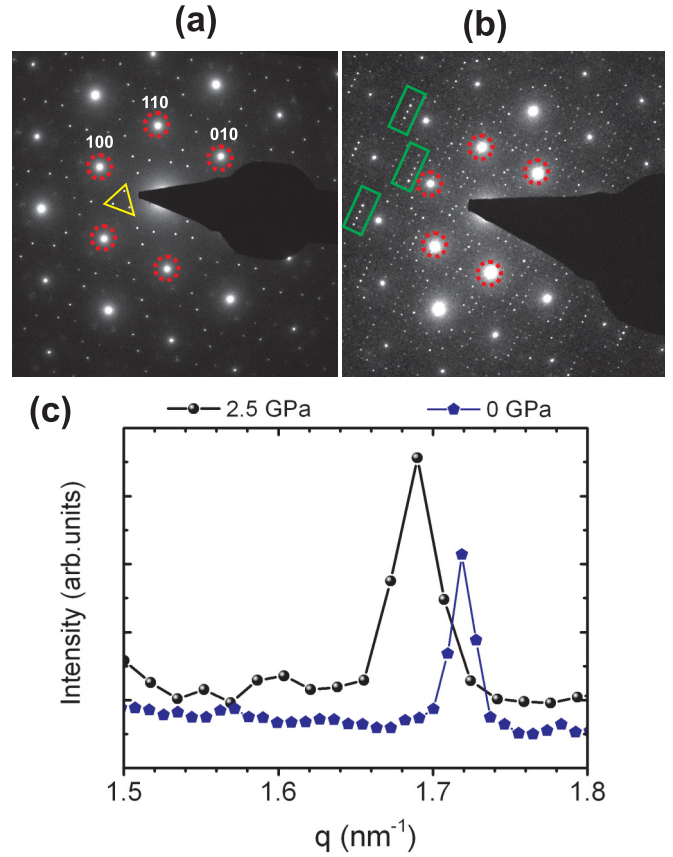 (a)
(b)
110
100
010
(c)
2.5 GPa
0 GPa
Intensity (arb.units)
1.5
1.6
1.7
1.8
q (nm⁻¹)